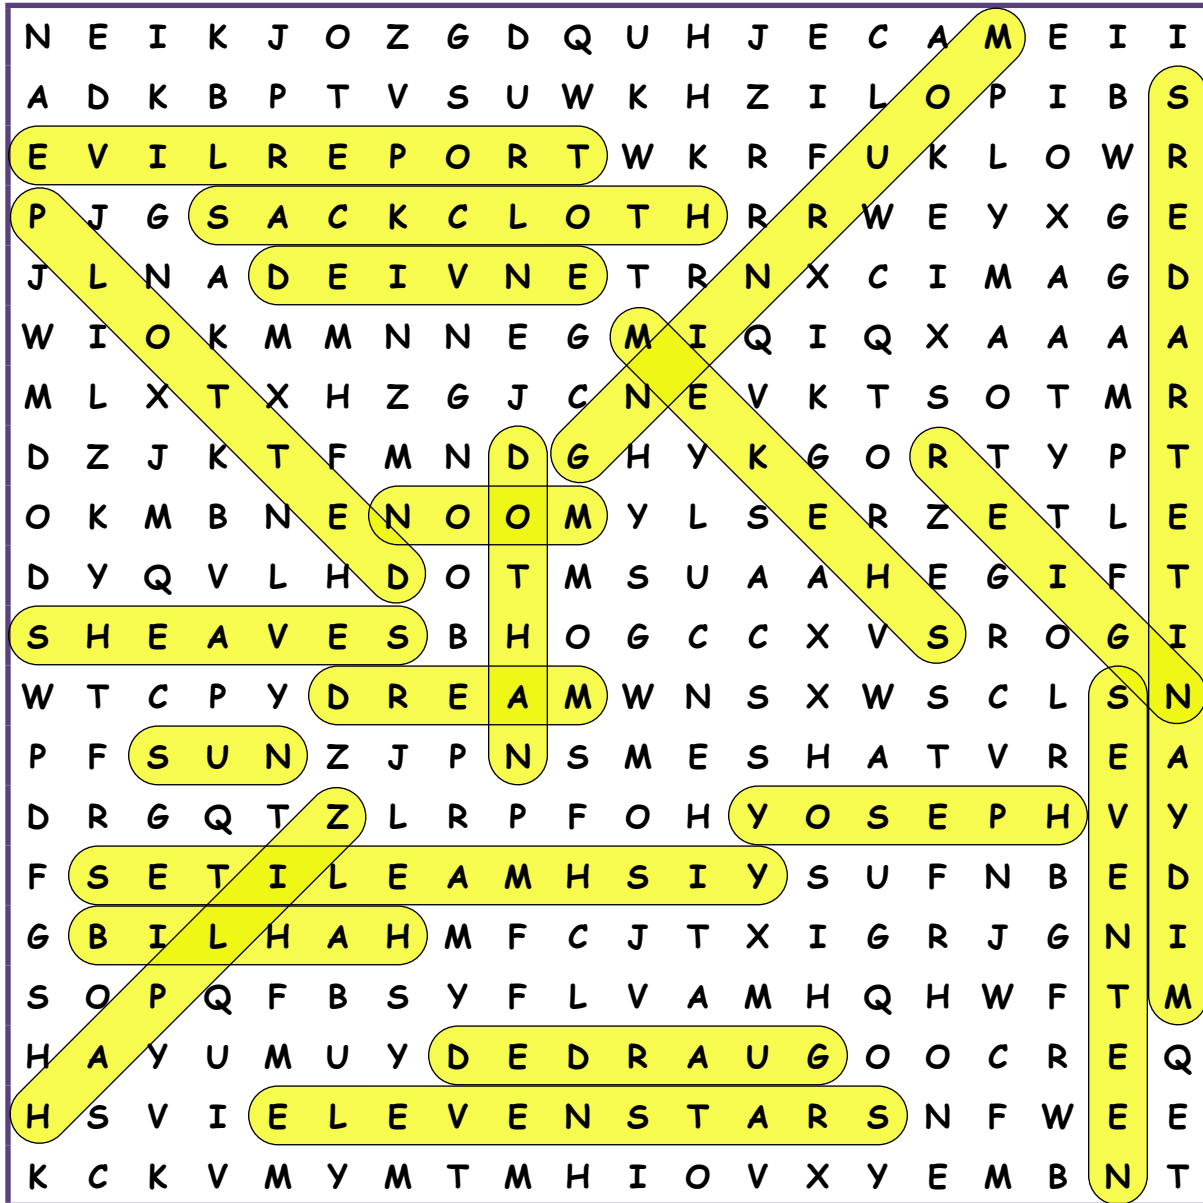 N E I K J O Z G D Q U H J E C A M E I I
A D K B P T V S U W K H Z I L O P I B S
E V I L R E P O R T W K R F U K L O W R
P J G S A C K C L O T H R R W E Y X G E
J L N A D E I V N E T R N X C I M A G D
W I O K M M N N E G M I Q I Q X A A A A
M L X T X H Z G J C N E V K T S O T M R
D Z J K T F M N D G H Y K G O R T Y P T
O K M B N E N O O M Y L S E R Z E T L E
D Y Q V L H D O T M S U A A H E G I F T
S H E A V E S B H O G C C X V S R O G I
W T C P Y D R E A M W N S X W S C L S N
P F S U N Z J P N S M E S H A T V R E A
D R G Q T Z L R P F O H Y O S E P H V Y
F S E T I L E A M H S I Y S U F N B E D
G B I L H A H M F C J T X I G R J G N I
S O P Q F B S Y F L V A M H Q H W F T M
H A Y U M U Y D E D R A U G O O C R E Q
H S V I E L E V E N S T A R S N F W E E
K C K V M Y M T M H I O V X Y E M B N T